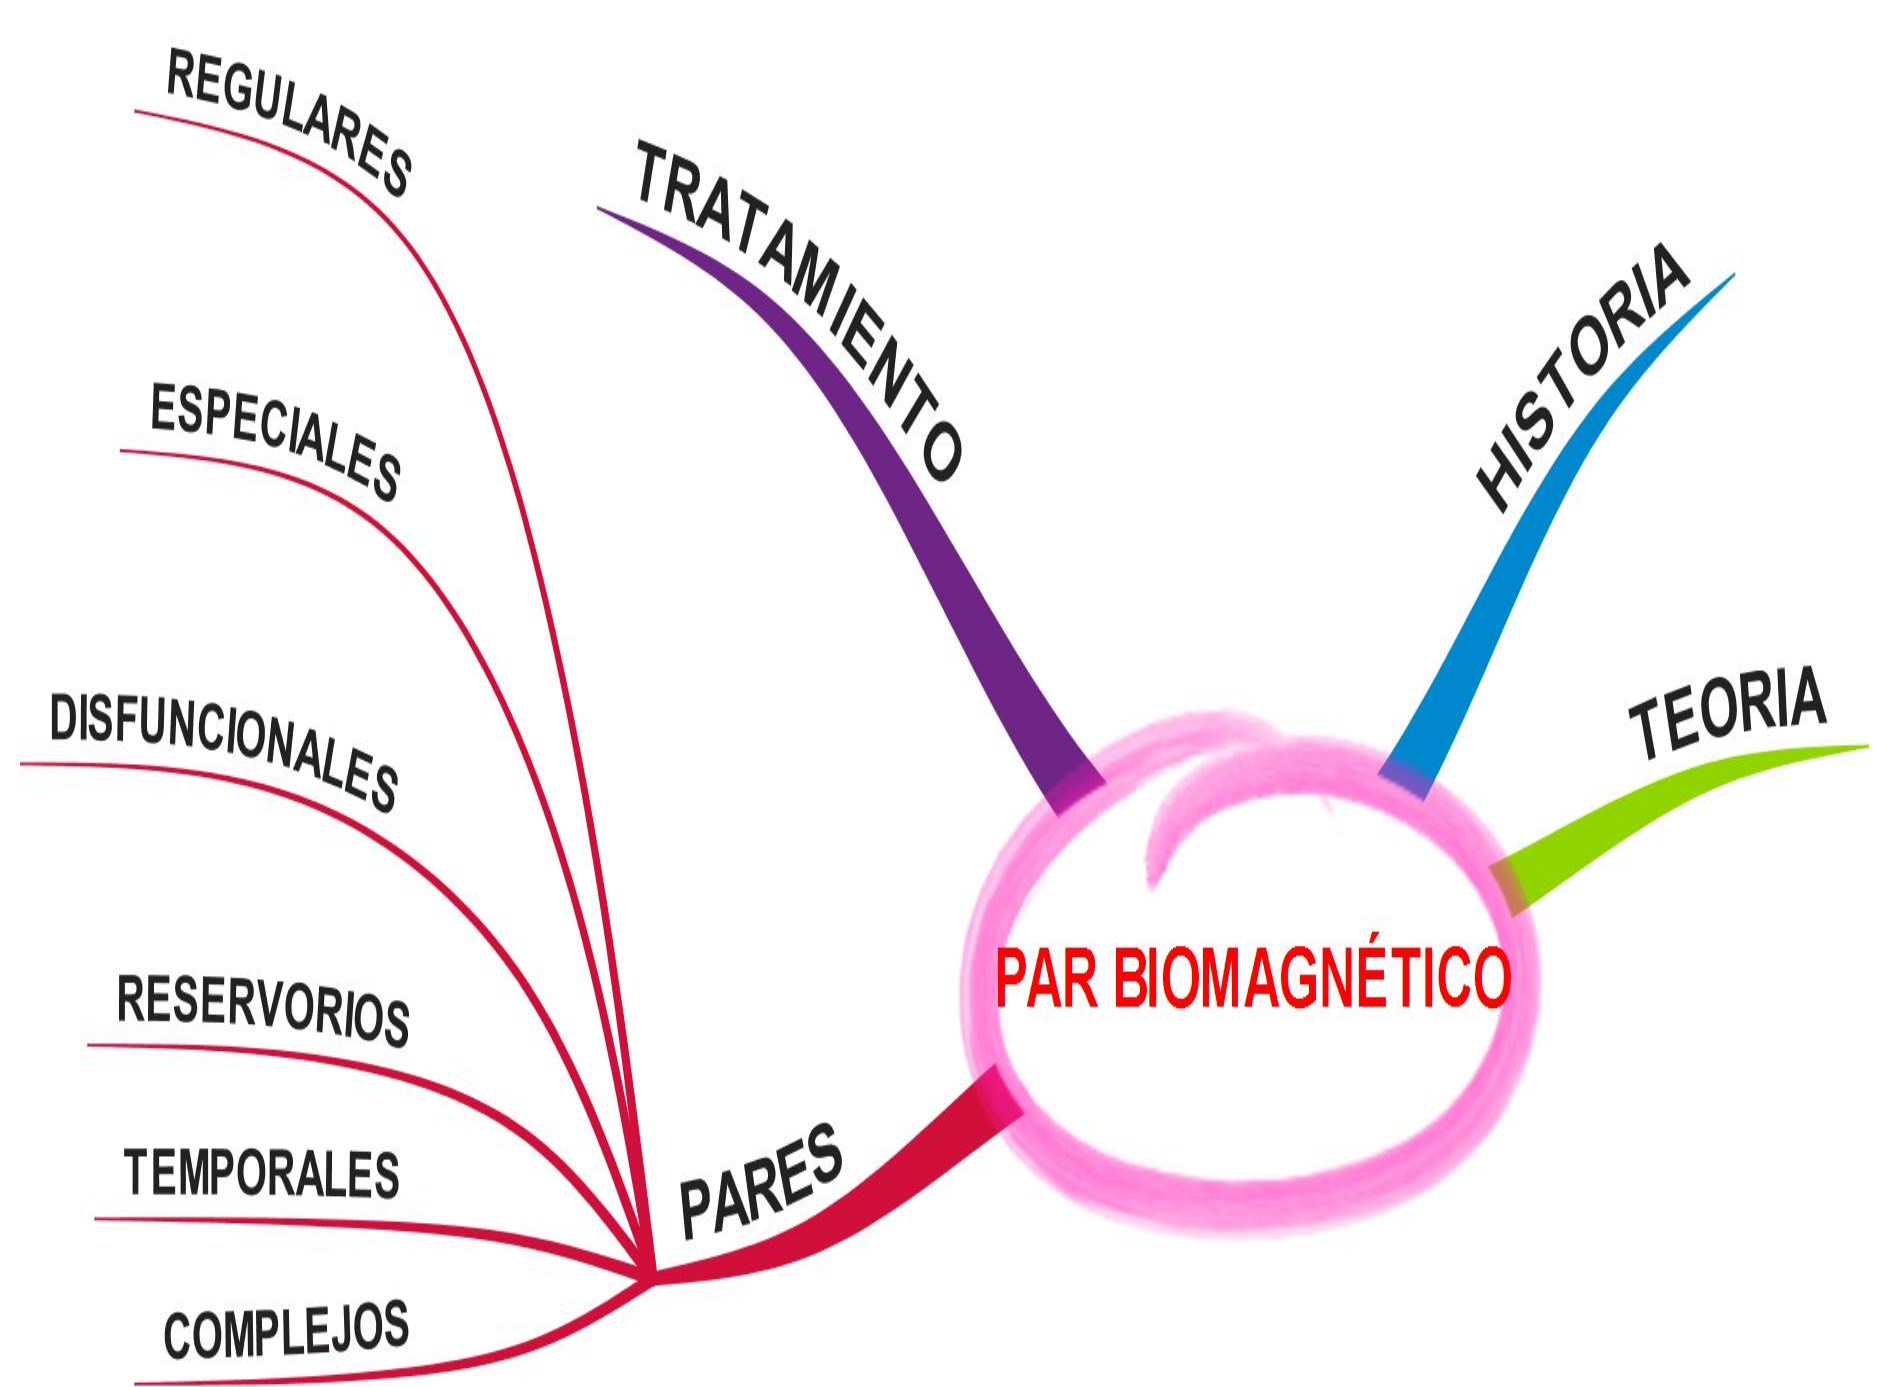 REGULARES
TRATAMIENTO
HISTORIA
ESPECIALES
TEORIA
DISFUNCIONALES
PAR BIOMAGNÉTICO
RESERVORIOS
PARES
TEMPORALES
COMPLEJOS